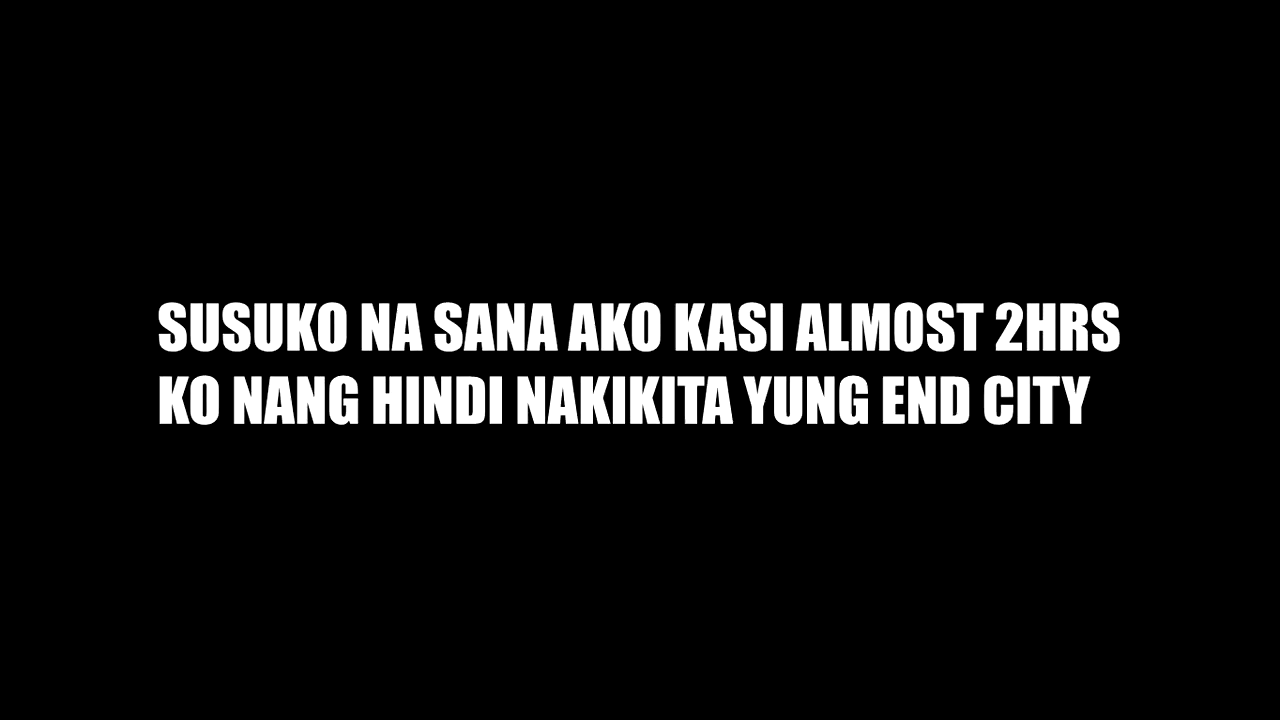 SUSUKO NA SANA AKO KASI ALMOST 2HRS
KO NANG HINDI NAKIKITA YUNG END CITY